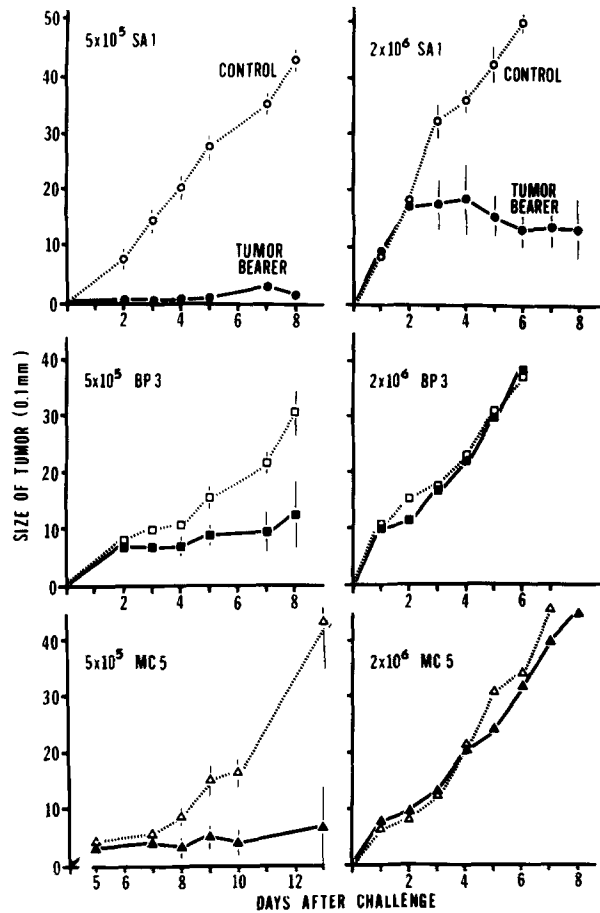 50
5x10⁵ SA1
CONTROL
40
30
20
10
0
TUMOR
BEARER
2
4
6
8
2x10⁶ SA1
CONTROL
TUMOR
BEARER
2
4
6
8
SIZE OF TUMOR (0.1mm)
40
30
20
10
0
5x10⁵ BP3
2
4
6
8
2x10⁶ BP3
2
4
6
8
40
30
20
10
0
5x10⁵ MC5
5
6
8
10
12
2x10⁶ MC5
2
4
6
8
DAYS AFTER CHALLENGE